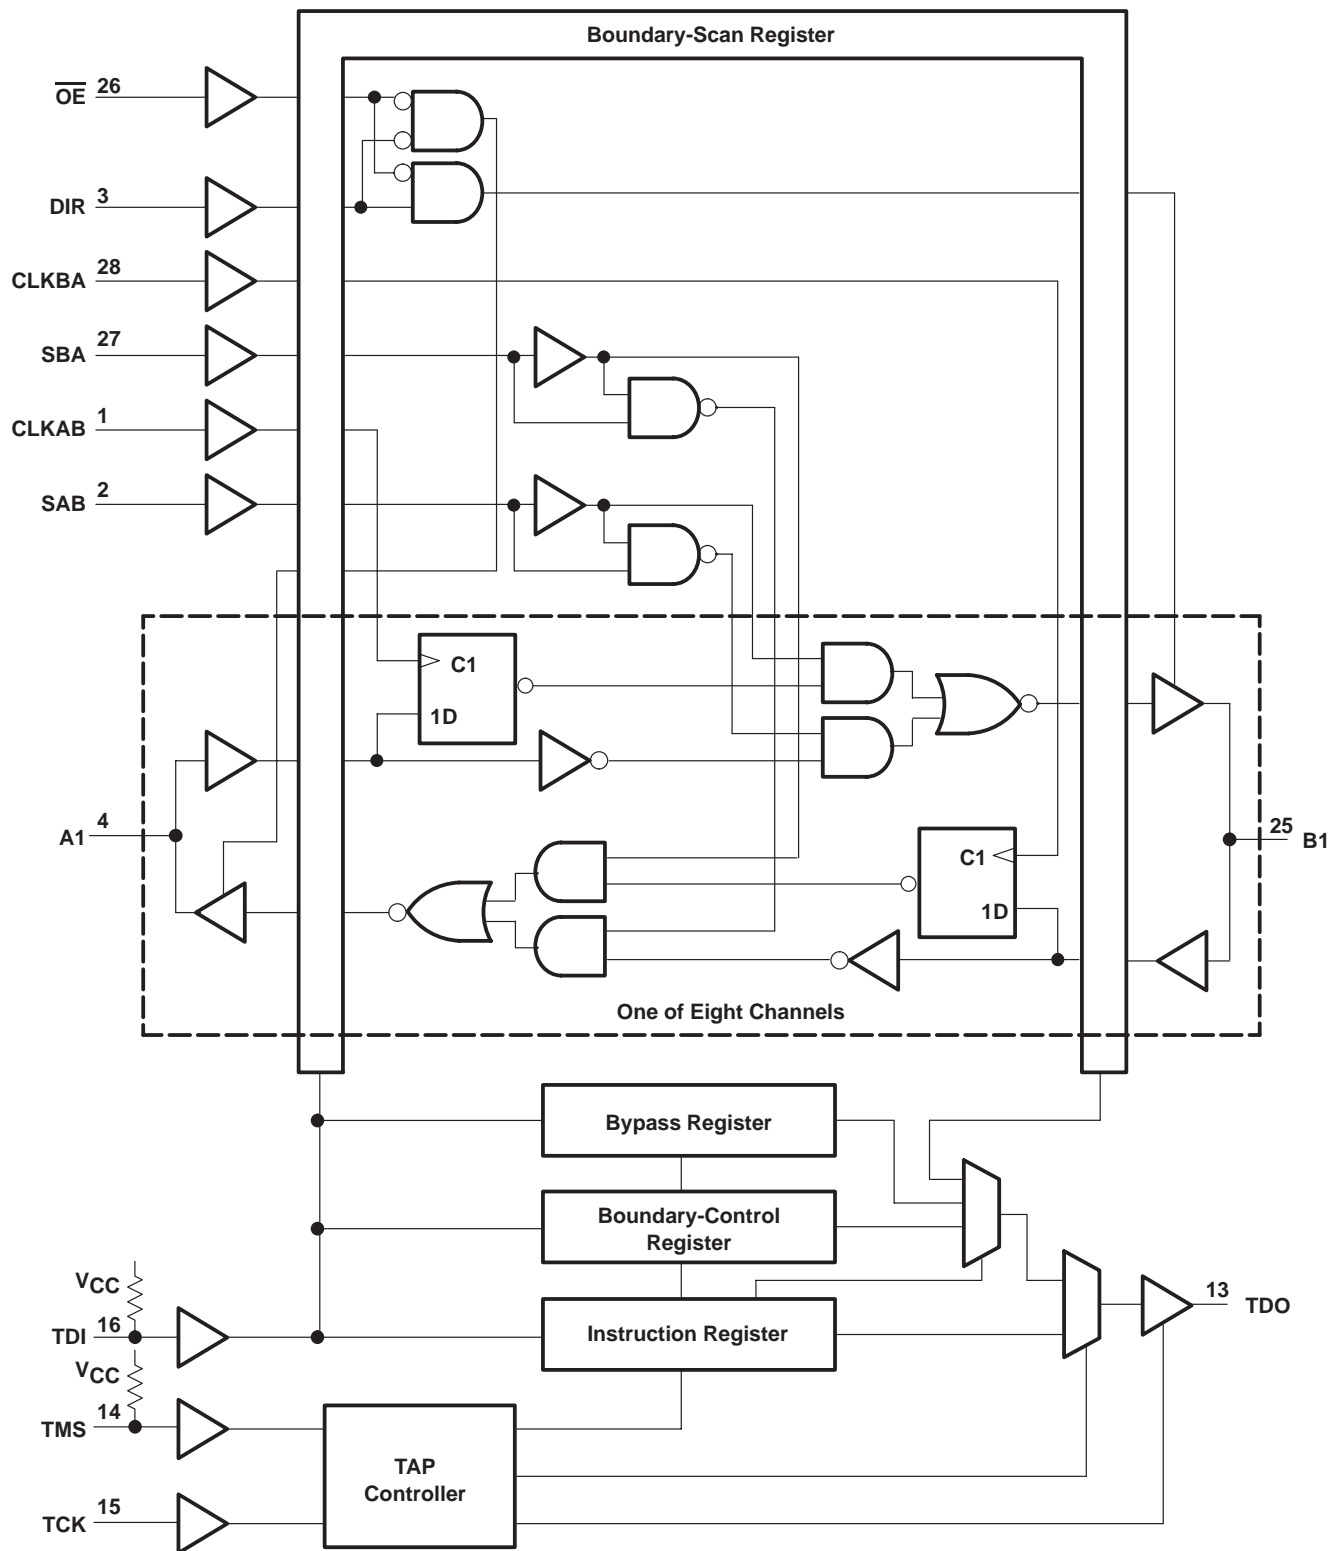 Boundary-Scan Register
OE 26
DIR 3
CLKBA 28
SBA 27
CLKAB 1
SAB 2
C1
1D
A1 4
25 B1
C1
1D
One of Eight Channels
Bypass Register
Boundary-Control
Register
VCC
TDI 16
Instruction Register
13 TDO
VCC
TMS 14
TAP
Controller
TCK 15